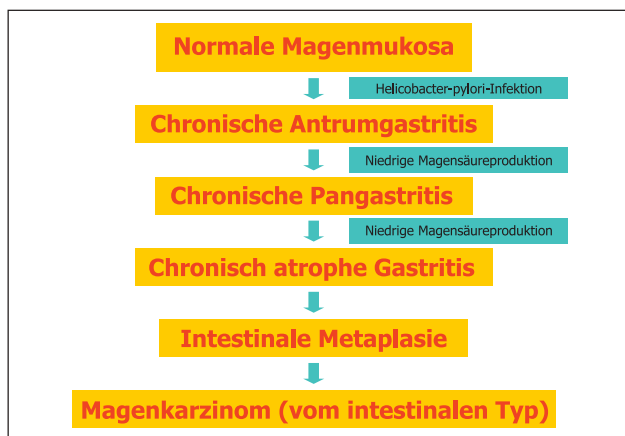 Normale Magenmukosa
Helicobacter-pylori-Infektion
Chronische Antrumgastritis
Niedrige Magensäureproduktion
Chronische Pangastritis
Niedrige Magensäureproduktion
Chronisch atrophe Gastritis
Intestinale Metaplasie
Magenkarzinom (vom intestinalen Typ)